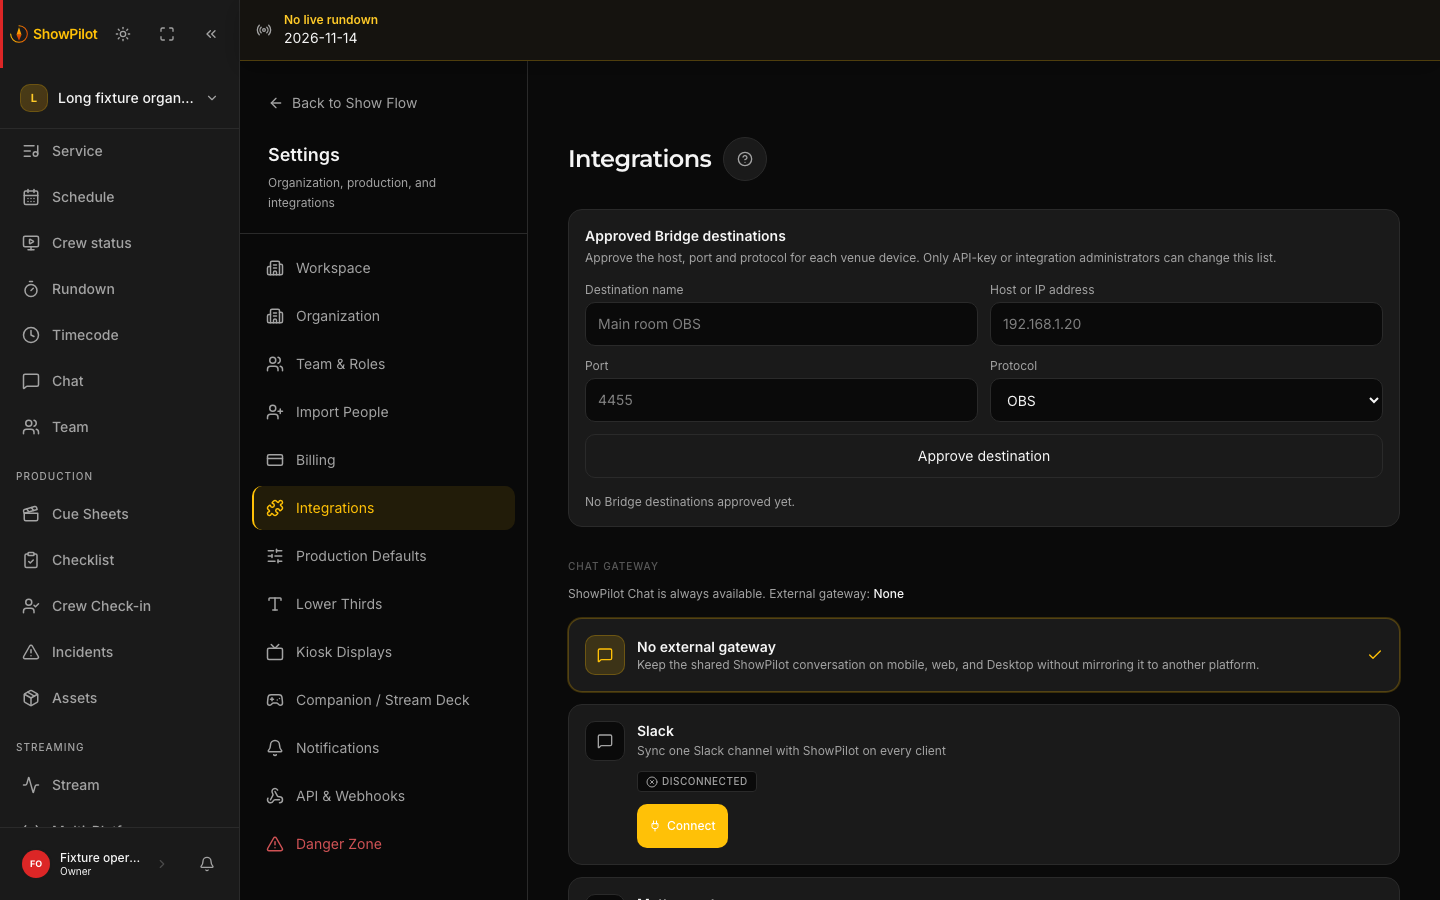 ShowPilot
No live rundown
2026-11-14
L
Long fixture organ...
Service
Schedule
Crew status
Rundown
Timecode
Chat
Team
PRODUCTION
Cue Sheets
Checklist
Crew Check-in
Incidents
Assets
STREAMING
Stream
FO
Fixture oper...
Owner
Back to Show Flow
Settings
Organization, production, and
integrations
Workspace
Organization
Team & Roles
Import People
Billing
Integrations
Production Defaults
Lower Thirds
Kiosk Displays
Companion / Stream Deck
Notifications
API & Webhooks
Danger Zone
Integrations
Approved Bridge destinations
Approve the host, port and protocol for each venue device. Only API-key or integration administrators can change this list.
Destination name
Host or IP address
Main room OBS
192.168.1.20
Port
Protocol
4455
OBS
Approve destination
No Bridge destinations approved yet.
CHAT GATEWAY
ShowPilot Chat is always available. External gateway: None
No external gateway
Keep the shared ShowPilot conversation on mobile, web, and Desktop without mirroring it to another platform.
Slack
Sync one Slack channel with ShowPilot on every client
DISCONNECTED
Connect